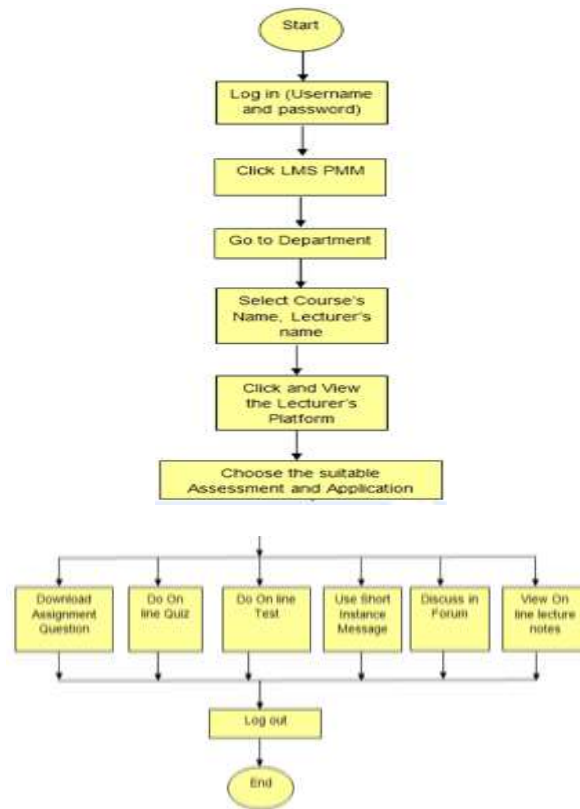 Start
Log in (Username
and password)
Click LMS PMM
Go to Department
Select Course's
Name, Lecturer's
name
Click and View
the Lecturer's
Platform
Choose the suitable
Assessment and Application
Download
Assignment
Question
Do On
line Quiz
Do On line
Test
Use Short
Instance
Message
Discuss in
Forum
View On
line lecture
notes
Log out
End